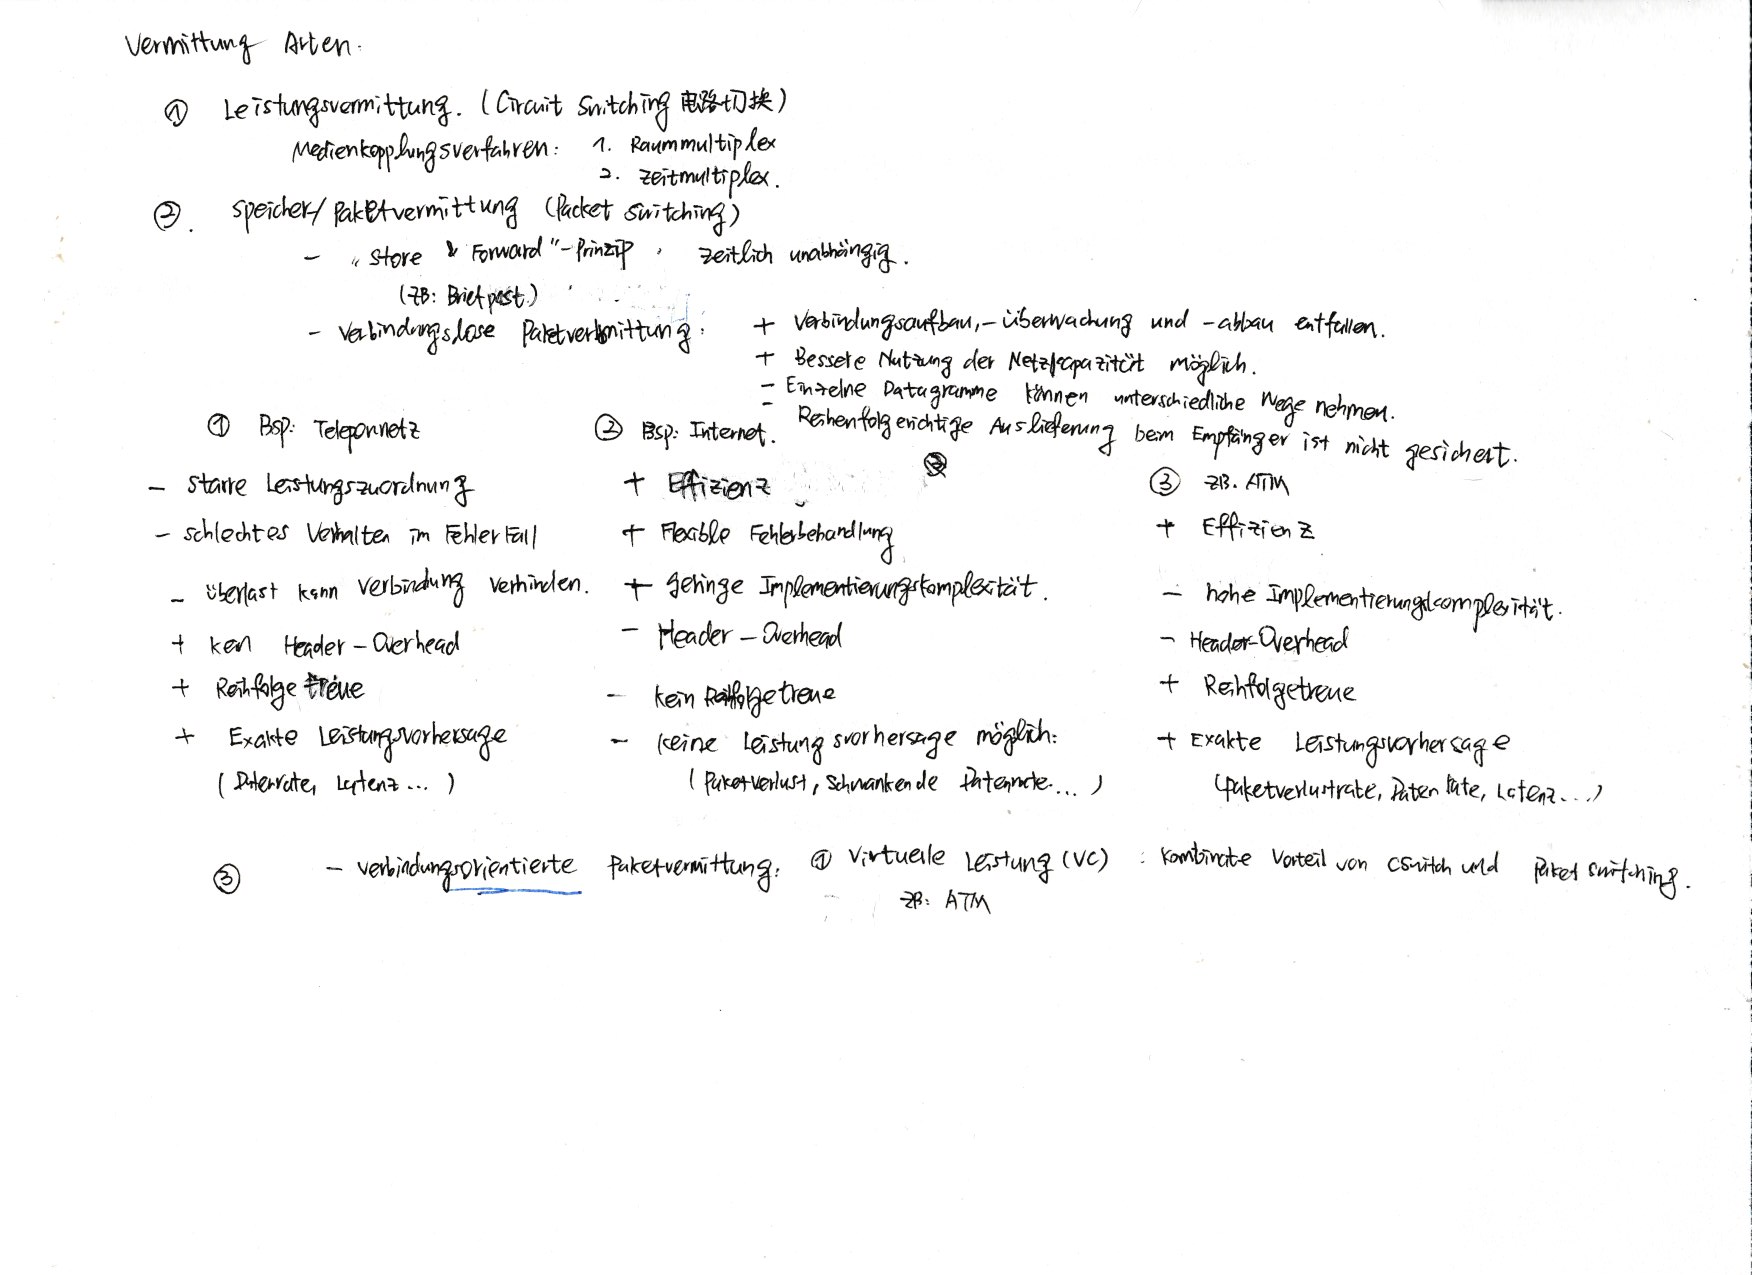 Vermittung Arten.
① Leistungsvermittung. (Circuit Switching 电路切换)
Medienkopplungsverfahren: 1. Raummultiplex
2. Zeitmultiplex.
②. Speicher/Paketvermittung (Packet Switching)
- „Store & Forward"-Prinzip, zeitlich unabhängig.
(ZB: Briefpost)
- Verbindungslose Paketvermittung: + Verbindungsaufbau, -überwachung und -abbau entfallen.
+ Bessere Nutzung der Netzkapazität möglich.
- Einzelne Datagramme können unterschiedliche Wege nehmen.
- Reihenfolgerichtige Auslieferung beim Empfänger ist nicht gesichert.
① Bsp: Teleponnetz
- starre Leistungszuordnung
- schlechtes Verhalten im Fehlerfall
- Überlast kann Verbindung verhinden.
+ kein Header-Overhead
+ Reihfolgetreue
+ Exakte Leistungsvorhersage
(Datenrate, Latenz...)
② Bsp: Internet.
+ Effizienz
+ Flexible Fehlerbehandlung
+ geringe Implementierungskomplexität.
- Header-Overhead
- kein Reihfolgetreue
- keine Leistungsvorhersage möglich:
(Paketverlust, Schwankende Datenrate...)
③ ZB. ATM
+ Effizienz
- hohe Implementierungskomplexität.
- Header-Overhead
+ Reihfolgetreue
+ Exakte Leistungsvorhersage
(Paketverlustrate, Datenrate, Latenz...)
③ - verbindungsorientierte Paketvermittung: ① Virtuelle Leistung (VC) : kombinate Vorteil von CSwitch und Paket Switching.
ZB: ATM